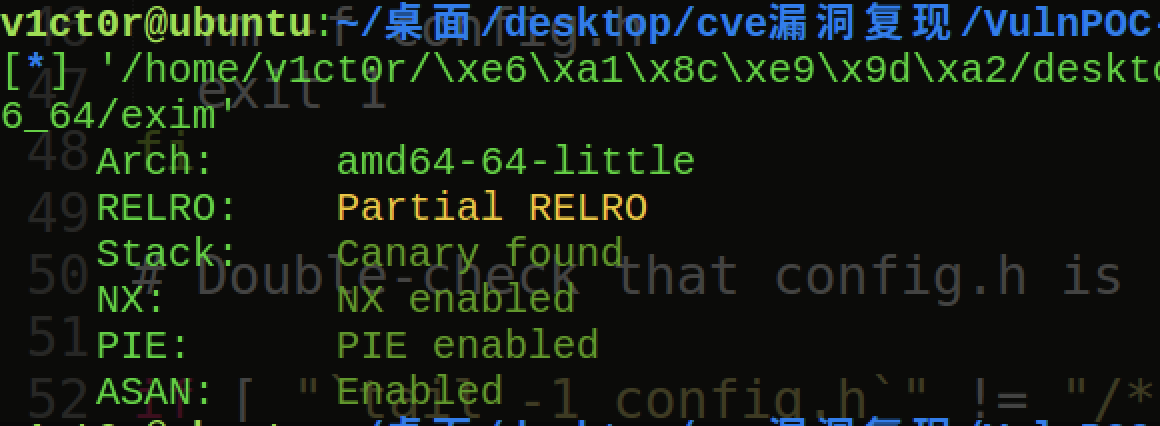 v1ct0r@ubuntu:~/桌面/desktop/cve漏洞复现/VulnPOC-
[*] '/home/v1ct0r/\xe6\xa1\x8c\xe9\x9d\xa2/deskto
47 exit 1
6_64/exim'
48 fi
Arch: amd64-64-little
49
RELRO: Partial RELRO
Stack: Canary found
50 # Double-check that config.h is
NX: NX enabled
51
PIE: PIE enabled
ASAN: Enabled
52 if [ "`tail -1 config.h`" != "/*